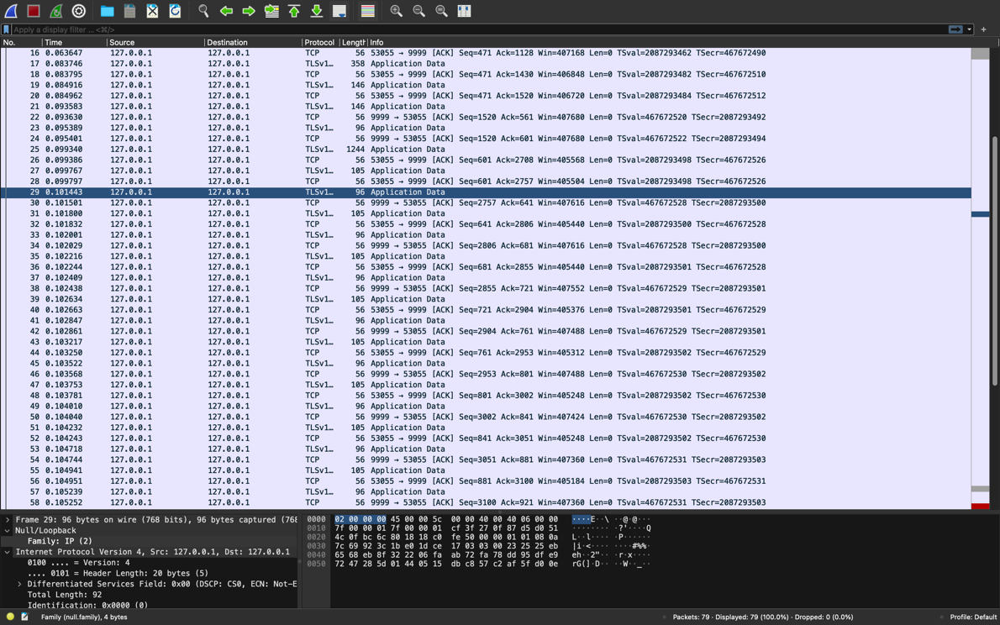 Apply a display filter ... <⌘/>
No. Time Source Destination Protocol Length Info
16 0.063647 127.0.0.1 127.0.0.1 TCP 56 53055 → 9999 [ACK] Seq=471 Ack=1128 Win=407168 Len=0 TSval=2087293462 TSecr=467672490
17 0.083746 127.0.0.1 127.0.0.1 TLSv1… 358 Application Data
18 0.083795 127.0.0.1 127.0.0.1 TCP 56 53055 → 9999 [ACK] Seq=471 Ack=1430 Win=406848 Len=0 TSval=2087293482 TSecr=467672510
19 0.084916 127.0.0.1 127.0.0.1 TLSv1… 146 Application Data
20 0.084962 127.0.0.1 127.0.0.1 TCP 56 53055 → 9999 [ACK] Seq=471 Ack=1520 Win=406720 Len=0 TSval=2087293484 TSecr=467672512
21 0.093583 127.0.0.1 127.0.0.1 TLSv1… 146 Application Data
22 0.093630 127.0.0.1 127.0.0.1 TCP 56 9999 → 53055 [ACK] Seq=1520 Ack=561 Win=407680 Len=0 TSval=467672520 TSecr=2087293492
23 0.095389 127.0.0.1 127.0.0.1 TLSv1… 96 Application Data
24 0.095401 127.0.0.1 127.0.0.1 TCP 56 9999 → 53055 [ACK] Seq=1520 Ack=601 Win=407680 Len=0 TSval=467672522 TSecr=2087293494
25 0.099340 127.0.0.1 127.0.0.1 TLSv1… 1244 Application Data
26 0.099386 127.0.0.1 127.0.0.1 TCP 56 53055 → 9999 [ACK] Seq=601 Ack=2708 Win=405568 Len=0 TSval=2087293498 TSecr=467672526
27 0.099767 127.0.0.1 127.0.0.1 TLSv1… 105 Application Data
28 0.099797 127.0.0.1 127.0.0.1 TCP 56 53055 → 9999 [ACK] Seq=601 Ack=2757 Win=405504 Len=0 TSval=2087293498 TSecr=467672526
29 0.101443 127.0.0.1 127.0.0.1 TLSv1… 96 Application Data
30 0.101501 127.0.0.1 127.0.0.1 TCP 56 9999 → 53055 [ACK] Seq=2757 Ack=641 Win=407616 Len=0 TSval=467672528 TSecr=2087293500
31 0.101800 127.0.0.1 127.0.0.1 TLSv1… 105 Application Data
32 0.101832 127.0.0.1 127.0.0.1 TCP 56 53055 → 9999 [ACK] Seq=641 Ack=2806 Win=405440 Len=0 TSval=2087293500 TSecr=467672528
33 0.102001 127.0.0.1 127.0.0.1 TLSv1… 96 Application Data
34 0.102029 127.0.0.1 127.0.0.1 TCP 56 9999 → 53055 [ACK] Seq=2806 Ack=681 Win=407616 Len=0 TSval=467672528 TSecr=2087293500
35 0.102216 127.0.0.1 127.0.0.1 TLSv1… 105 Application Data
36 0.102244 127.0.0.1 127.0.0.1 TCP 56 53055 → 9999 [ACK] Seq=681 Ack=2855 Win=405440 Len=0 TSval=2087293501 TSecr=467672528
37 0.102409 127.0.0.1 127.0.0.1 TLSv1… 96 Application Data
38 0.102438 127.0.0.1 127.0.0.1 TCP 56 9999 → 53055 [ACK] Seq=2855 Ack=721 Win=407552 Len=0 TSval=467672529 TSecr=2087293501
39 0.102634 127.0.0.1 127.0.0.1 TLSv1… 105 Application Data
40 0.102663 127.0.0.1 127.0.0.1 TCP 56 53055 → 9999 [ACK] Seq=721 Ack=2904 Win=405376 Len=0 TSval=2087293501 TSecr=467672529
41 0.102847 127.0.0.1 127.0.0.1 TLSv1… 96 Application Data
42 0.102861 127.0.0.1 127.0.0.1 TCP 56 9999 → 53055 [ACK] Seq=2904 Ack=761 Win=407488 Len=0 TSval=467672529 TSecr=2087293501
43 0.103217 127.0.0.1 127.0.0.1 TLSv1… 105 Application Data
44 0.103250 127.0.0.1 127.0.0.1 TCP 56 53055 → 9999 [ACK] Seq=761 Ack=2953 Win=405312 Len=0 TSval=2087293502 TSecr=467672529
45 0.103522 127.0.0.1 127.0.0.1 TLSv1… 96 Application Data
46 0.103568 127.0.0.1 127.0.0.1 TCP 56 9999 → 53055 [ACK] Seq=2953 Ack=801 Win=407488 Len=0 TSval=467672530 TSecr=2087293502
47 0.103753 127.0.0.1 127.0.0.1 TLSv1… 105 Application Data
48 0.103781 127.0.0.1 127.0.0.1 TCP 56 53055 → 9999 [ACK] Seq=801 Ack=3002 Win=405248 Len=0 TSval=2087293502 TSecr=467672530
49 0.104010 127.0.0.1 127.0.0.1 TLSv1… 96 Application Data
50 0.104040 127.0.0.1 127.0.0.1 TCP 56 9999 → 53055 [ACK] Seq=3002 Ack=841 Win=407424 Len=0 TSval=467672530 TSecr=2087293502
51 0.104232 127.0.0.1 127.0.0.1 TLSv1… 105 Application Data
52 0.104243 127.0.0.1 127.0.0.1 TCP 56 53055 → 9999 [ACK] Seq=841 Ack=3051 Win=405248 Len=0 TSval=2087293502 TSecr=467672530
53 0.104718 127.0.0.1 127.0.0.1 TLSv1… 96 Application Data
54 0.104744 127.0.0.1 127.0.0.1 TCP 56 9999 → 53055 [ACK] Seq=3051 Ack=881 Win=407360 Len=0 TSval=467672531 TSecr=2087293503
55 0.104941 127.0.0.1 127.0.0.1 TLSv1… 105 Application Data
56 0.104951 127.0.0.1 127.0.0.1 TCP 56 53055 → 9999 [ACK] Seq=881 Ack=3100 Win=405184 Len=0 TSval=2087293503 TSecr=467672531
57 0.105239 127.0.0.1 127.0.0.1 TLSv1… 96 Application Data
58 0.105252 127.0.0.1 127.0.0.1 TCP 56 9999 → 53055 [ACK] Seq=3100 Ack=921 Win=407360 Len=0 TSval=467672531 TSecr=2087293503
Frame 29: 96 bytes on wire (768 bits), 96 bytes captured (768
Null/Loopback
Family: IP (2)
Internet Protocol Version 4, Src: 127.0.0.1, Dst: 127.0.0.1
0100 .... = Version: 4
.... 0101 = Header Length: 20 bytes (5)
Differentiated Services Field: 0x00 (DSCP: CS0, ECN: Not-E
Total Length: 92
Identification: 0x0000 (0)
0000 02 00 00 00 45 00 00 5c 00 00 40 00 40 06 00 00 ····E··\ ··@·@···
0010 7f 00 00 01 7f 00 00 01 cf 3f 27 0f 87 d5 d0 51 ········ ·?'····Q
0020 4c 0f bc 6c 80 18 18 c0 fe 50 00 00 01 01 08 0a L··l···· ·P······
0030 7c 69 92 3c 1b e0 1d ce 17 03 03 00 23 25 25 eb |i·<···· ····#%%·
0040 65 68 eb 8f 32 22 06 fa ab 72 fa 78 dd 95 df e9 eh··2"·· ·r·x····
0050 72 47 28 5d 01 44 05 15 db c8 57 c2 af 5f d0 0e rG(]·D·· ··W··_··
Family (null.family), 4 bytes
Packets: 79 · Displayed: 79 (100.0%) · Dropped: 0 (0.0%)
Profile: Default